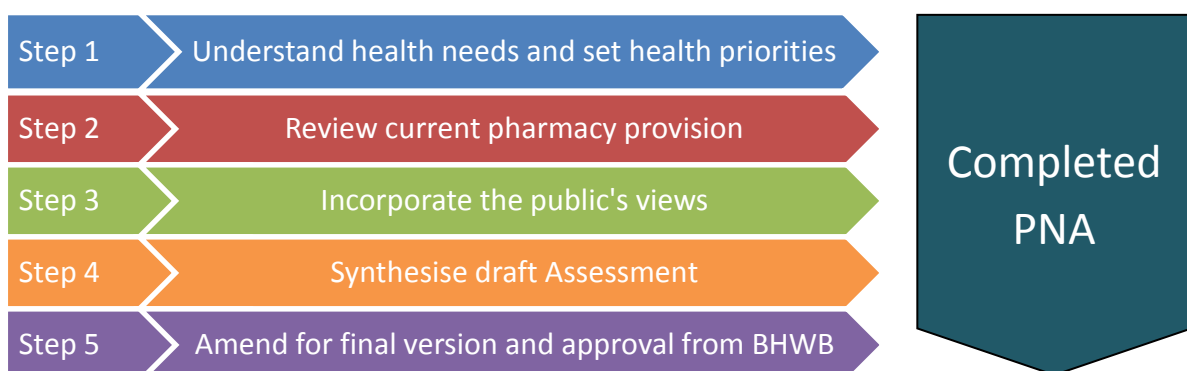 Step 1 Understand health needs and set health priorities
Step 2 Review current pharmacy provision
Step 3 Incorporate the public's views
Step 4 Synthesise draft Assessment
Step 5 Amend for final version and approval from BHWB
Completed
PNA